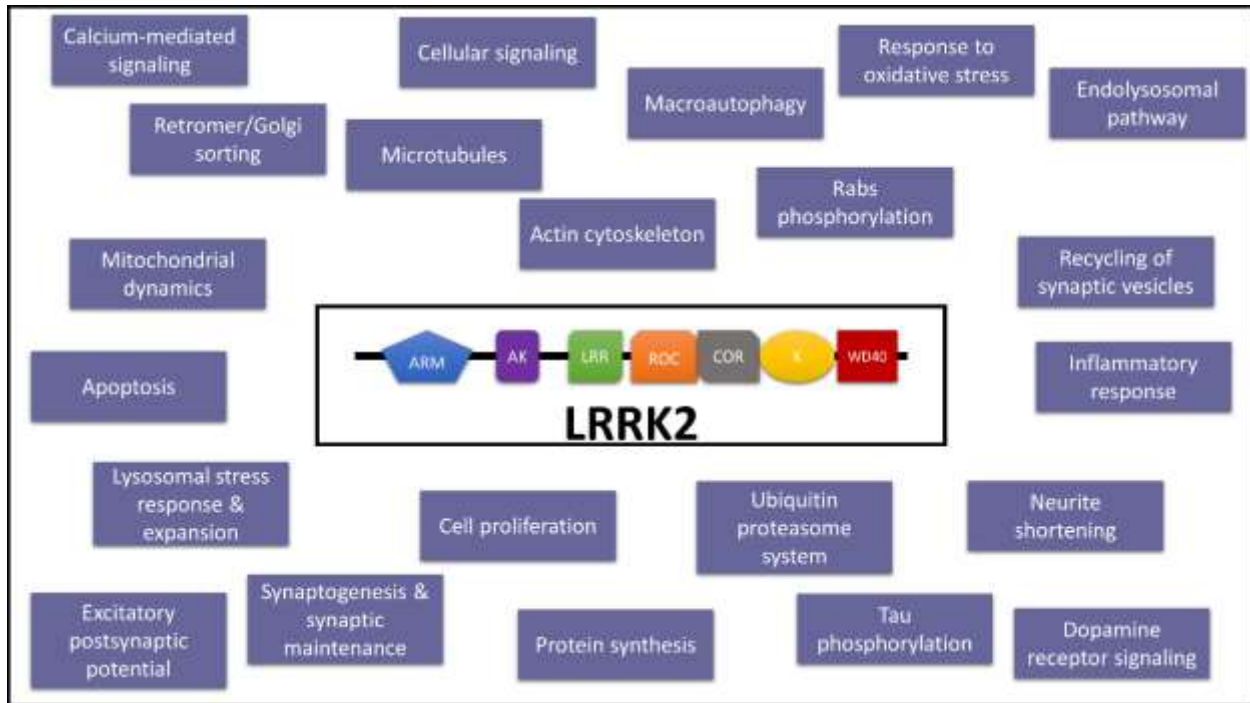 Calcium-mediated
signaling
Cellular signaling
Response to
oxidative stress
Macroautophagy
Endolysosomal
pathway
Retromer/Golgi
sorting
Microtubules
Rabs
phosphorylation
Actin cytoskeleton
Mitochondrial
dynamics
Recycling of
synaptic vesicles
ARM
AK
LRR
ROC
COR
K
WD40
LRRK2
Apoptosis
Inflammatory
response
Lysosomal stress
response &
expansion
Cell proliferation
Ubiquitin
proteasome
system
Neurite
shortening
Excitatory
postsynaptic
potential
Synaptogenesis &
synaptic
maintenance
Protein synthesis
Tau
phosphorylation
Dopamine
receptor signaling